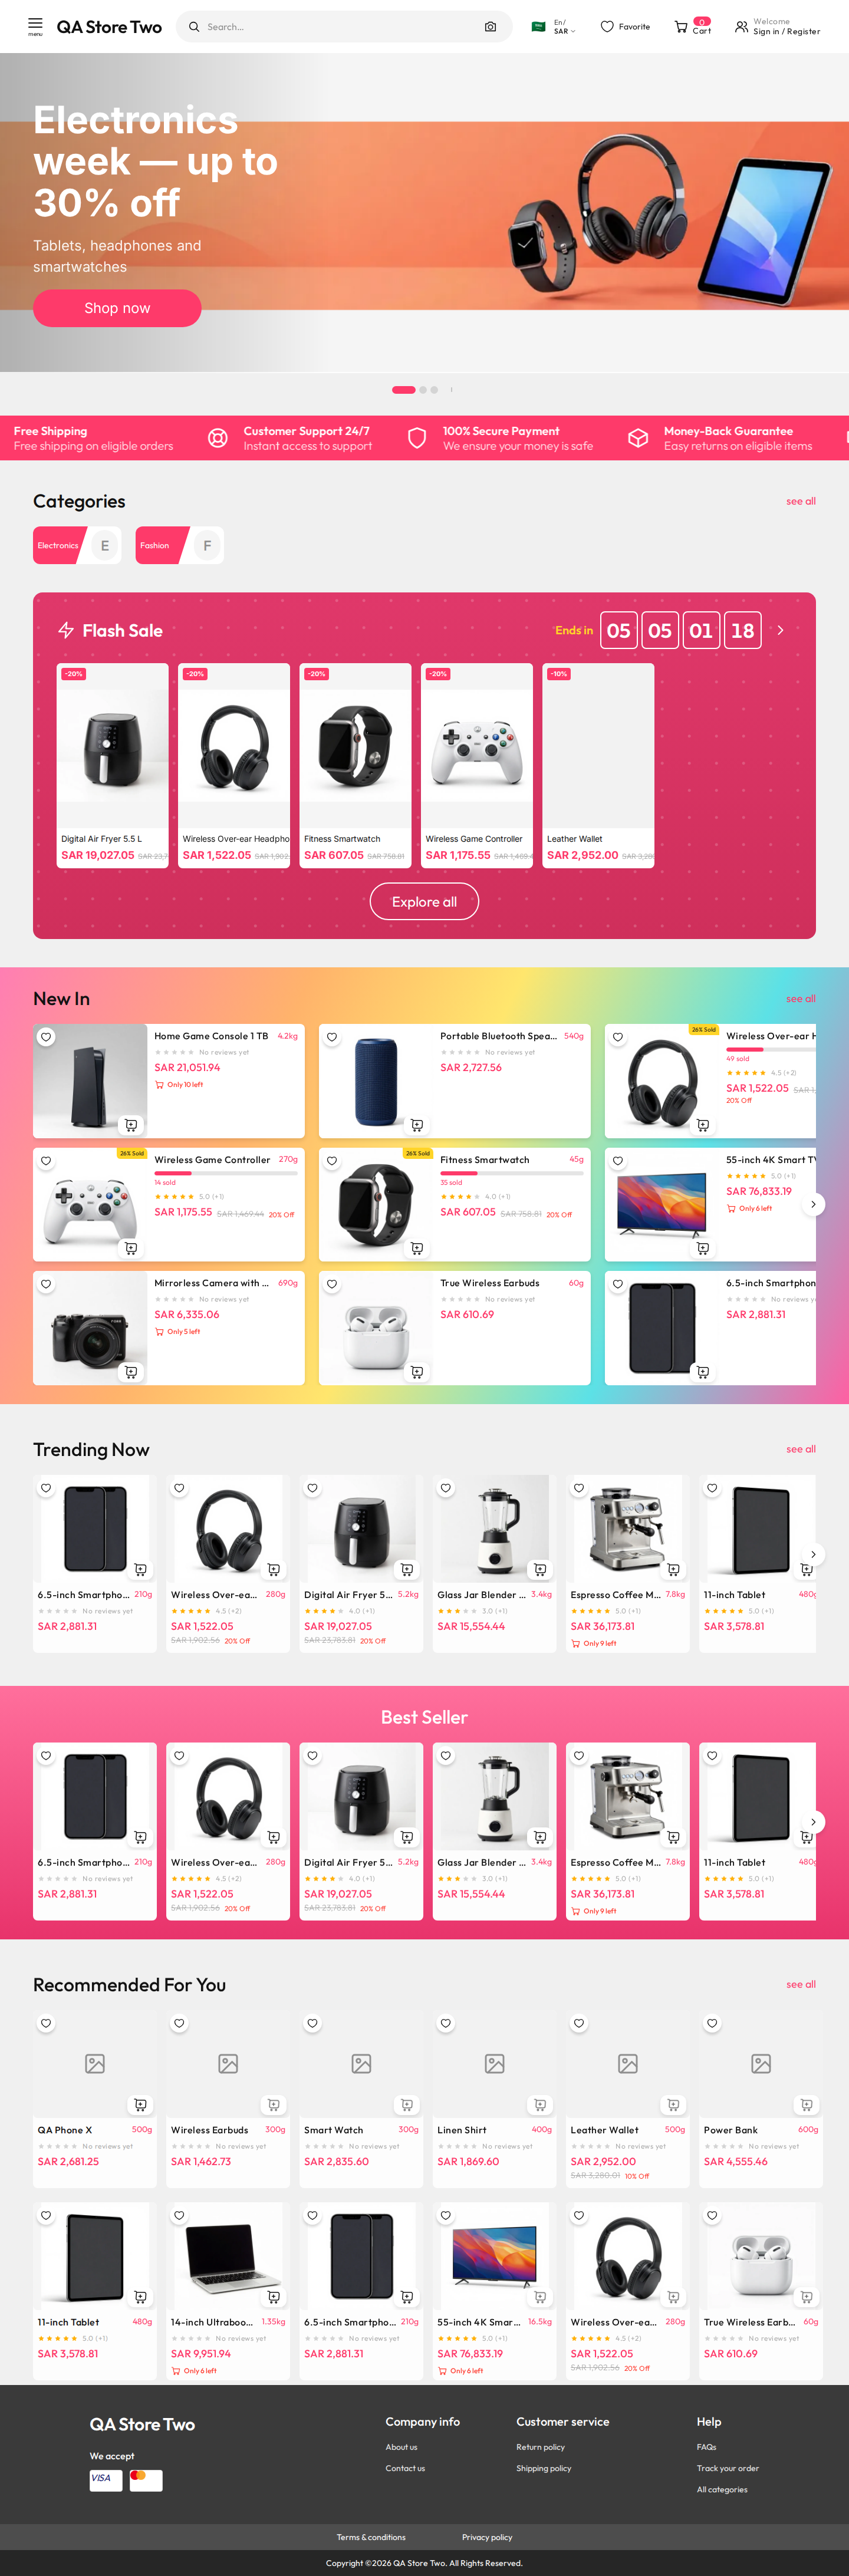 menu
QA Store Two
Search...
En/
SAR
Favorite
0
Cart
Welcome
Sign in / Register
Electronics
week — up to
30% off
Tablets, headphones and
smartwatches
Shop now
Free Shipping
Free shipping on eligible orders
Customer Support 24/7
Instant access to support
100% Secure Payment
We ensure your money is safe
Money-Back Guarantee
Easy returns on eligible items
Categories
see all
Electronics
E
Fashion
F
Flash Sale
Ends in
05 05 01 18
-20%
-20%
-20%
-20%
-10%
Digital Air Fryer 5.5 L
SAR 19,027.05
Wireless Over-ear Headpho
SAR 1,522.05 SAR 1,902.
Fitness Smartwatch
SAR 607.05 SAR 758.81
Wireless Game Controller
SAR 1,175.55 SAR 1,469.4
Leather Wallet
SAR 2,952.00 SAR 3,280
Explore all
New In
see all
Home Game Console 1 TB 4.2kg
No reviews yet
SAR 21,051.94
Only 10 left
Portable Bluetooth Spea... 540g
No reviews yet
SAR 2,727.56
26% Sold
Wireless Over-ear H
49 sold
4.5 (+2)
SAR 1,522.05 SAR 1,
20% Off
26% Sold
Wireless Game Controller 270g
14 sold
5.0 (+1)
SAR 1,175.55 SAR 1,469.44 20% Off
26% Sold
Fitness Smartwatch 45g
35 sold
4.0 (+1)
SAR 607.05 SAR 758.81 20% Off
55-inch 4K Smart TV
5.0 (+1)
SAR 76,833.19
Only 6 left
Mirrorless Camera with ... 690g
No reviews yet
SAR 6,335.06
Only 5 left
True Wireless Earbuds 60g
No reviews yet
SAR 610.69
6.5-inch Smartphon
No reviews ye
SAR 2,881.31
Trending Now
see all
6.5-inch Smartpho... 210g
No reviews yet
SAR 2,881.31
Wireless Over-ea... 280g
4.5 (+2)
SAR 1,522.05
SAR 1,902.56 20% Off
Digital Air Fryer 5... 5.2kg
4.0 (+1)
SAR 19,027.05
SAR 23,783.81 20% Off
Glass Jar Blender ... 3.4kg
3.0 (+1)
SAR 15,554.44
Espresso Coffee M... 7.8kg
5.0 (+1)
SAR 36,173.81
Only 9 left
11-inch Tablet 480g
5.0 (+1)
SAR 3,578.81
Best Seller
6.5-inch Smartpho... 210g
No reviews yet
SAR 2,881.31
Wireless Over-ea... 280g
4.5 (+2)
SAR 1,522.05
SAR 1,902.56 20% Off
Digital Air Fryer 5... 5.2kg
4.0 (+1)
SAR 19,027.05
SAR 23,783.81 20% Off
Glass Jar Blender ... 3.4kg
3.0 (+1)
SAR 15,554.44
Espresso Coffee M... 7.8kg
5.0 (+1)
SAR 36,173.81
Only 9 left
11-inch Tablet 480g
5.0 (+1)
SAR 3,578.81
Recommended For You
see all
QA Phone X 500g
No reviews yet
SAR 2,681.25
Wireless Earbuds 300g
No reviews yet
SAR 1,462.73
Smart Watch 300g
No reviews yet
SAR 2,835.60
Linen Shirt 400g
No reviews yet
SAR 1,869.60
Leather Wallet 500g
No reviews yet
SAR 2,952.00
SAR 3,280.01 10% Off
Power Bank 600g
No reviews yet
SAR 4,555.46
11-inch Tablet 480g
5.0 (+1)
SAR 3,578.81
14-inch Ultraboo... 1.35kg
No reviews yet
SAR 9,951.94
Only 6 left
6.5-inch Smartpho... 210g
No reviews yet
SAR 2,881.31
55-inch 4K Smar... 16.5kg
5.0 (+1)
SAR 76,833.19
Only 6 left
Wireless Over-ea... 280g
4.5 (+2)
SAR 1,522.05
SAR 1,902.56 20% Off
True Wireless Earb... 60g
No reviews yet
SAR 610.69
QA Store Two
We accept
VISA
Company info
About us
Contact us
Customer service
Return policy
Shipping policy
Help
FAQs
Track your order
All categories
Terms & conditions
Privacy policy
Copyright ©2026 QA Store Two. All Rights Reserved.